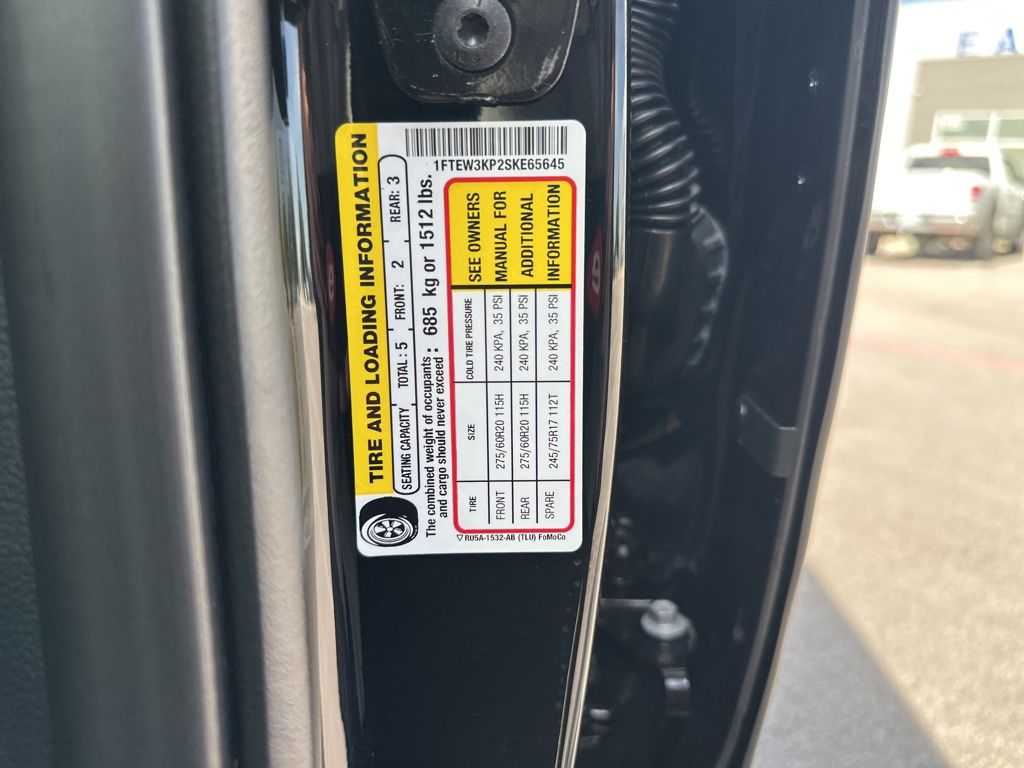 1FTEW3KP2SKE65645
TIRE AND LOADING INFORMATION
SEATING CAPACITY TOTAL: 5 FRONT: 2 REAR: 3
The combined weight of occupants and cargo should never exceed: 685 kg or 1512 lbs.
TIRE SIZE COLD TIRE PRESSURE
FRONT 275/60R20 115H 240 KPA, 35 PSI
REAR 275/60R20 115H 240 KPA, 35 PSI
SPARE 245/75R17 112T 240 KPA, 35 PSI
SEE OWNERS
MANUAL FOR
ADDITIONAL
INFORMATION
RU5A-1532-AB (TLU) FoMoCo
EA